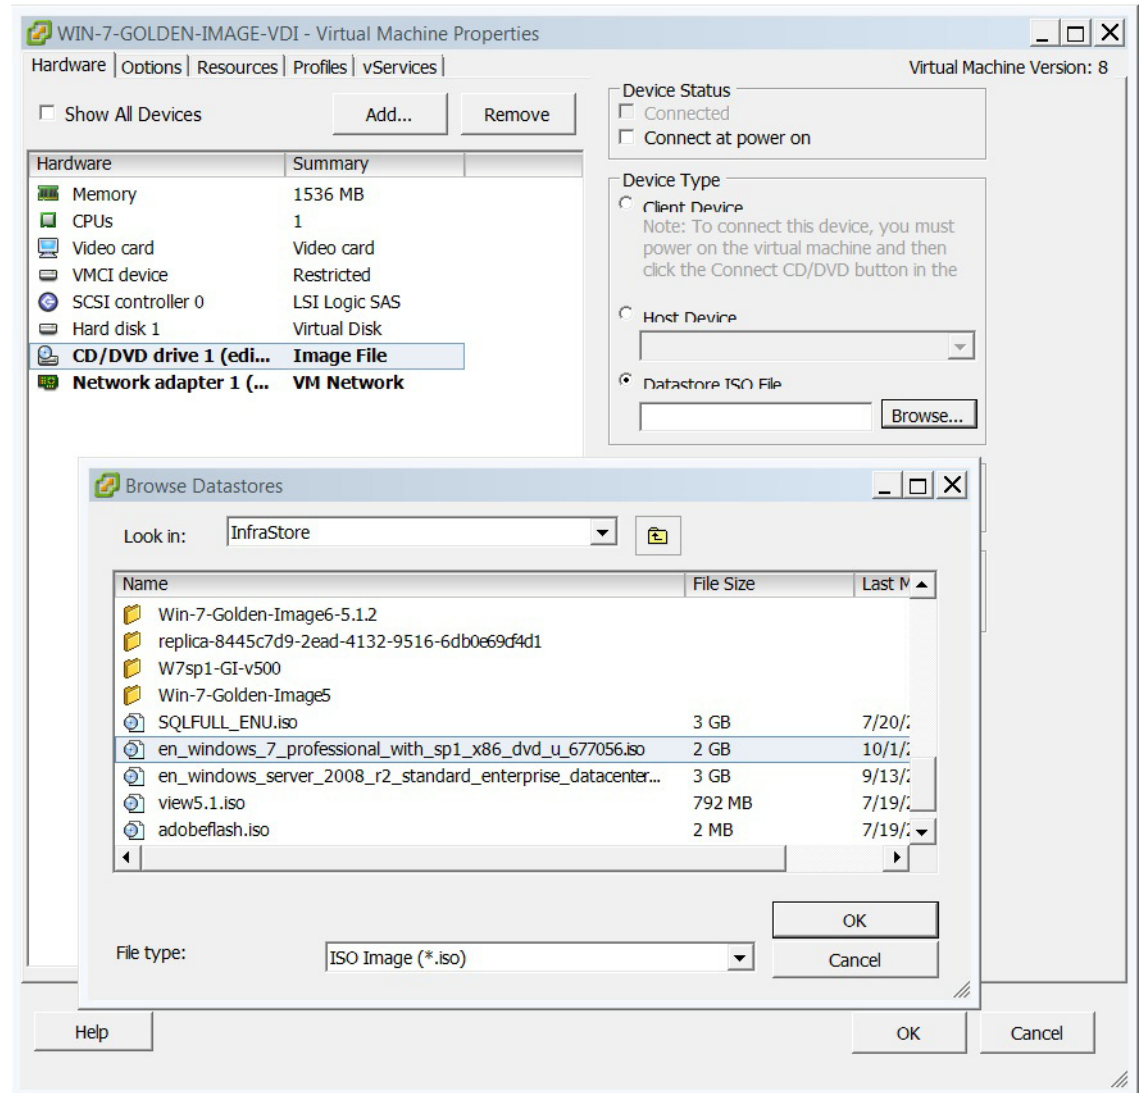 WIN-7-GOLDEN-IMAGE-VDI - Virtual Machine Properties
Hardware Options Resources Profiles vServices Virtual Machine Version: 8
Show All Devices Add... Remove
Device Status
Connected
Connect at power on
Hardware Summary
Memory 1536 MB
CPUs 1
Video card Video card
VMCI device Restricted
SCSI controller 0 LSI Logic SAS
Hard disk 1 Virtual Disk
CD/DVD drive 1 (edi... Image File
Network adapter 1 (... VM Network
Device Type
Client Device
Note: To connect this device, you must
power on the virtual machine and then
click the Connect CD/DVD button in the
Host Device
Datastore ISO File
Browse...
Browse Datastores
Look in: InfraStore
Name File Size Last M
Win-7-Golden-Image6-5.1.2
replica-8445c7d9-2ead-4132-9516-6db0e69cf4d1
W7sp1-GI-v500
Win-7-Golden-Image5
SQLFULL_ENU.iso 3 GB 7/20/2
en_windows_7_professional_with_sp1_x86_dvd_u_677056.iso 2 GB 10/1/2
en_windows_server_2008_r2_standard_enterprise_datacenter... 3 GB 9/13/2
view5.1.iso 792 MB 7/19/2
adobeflash.iso 2 MB 7/19/2
OK
File type: ISO Image (*.iso)
Cancel
Help OK Cancel